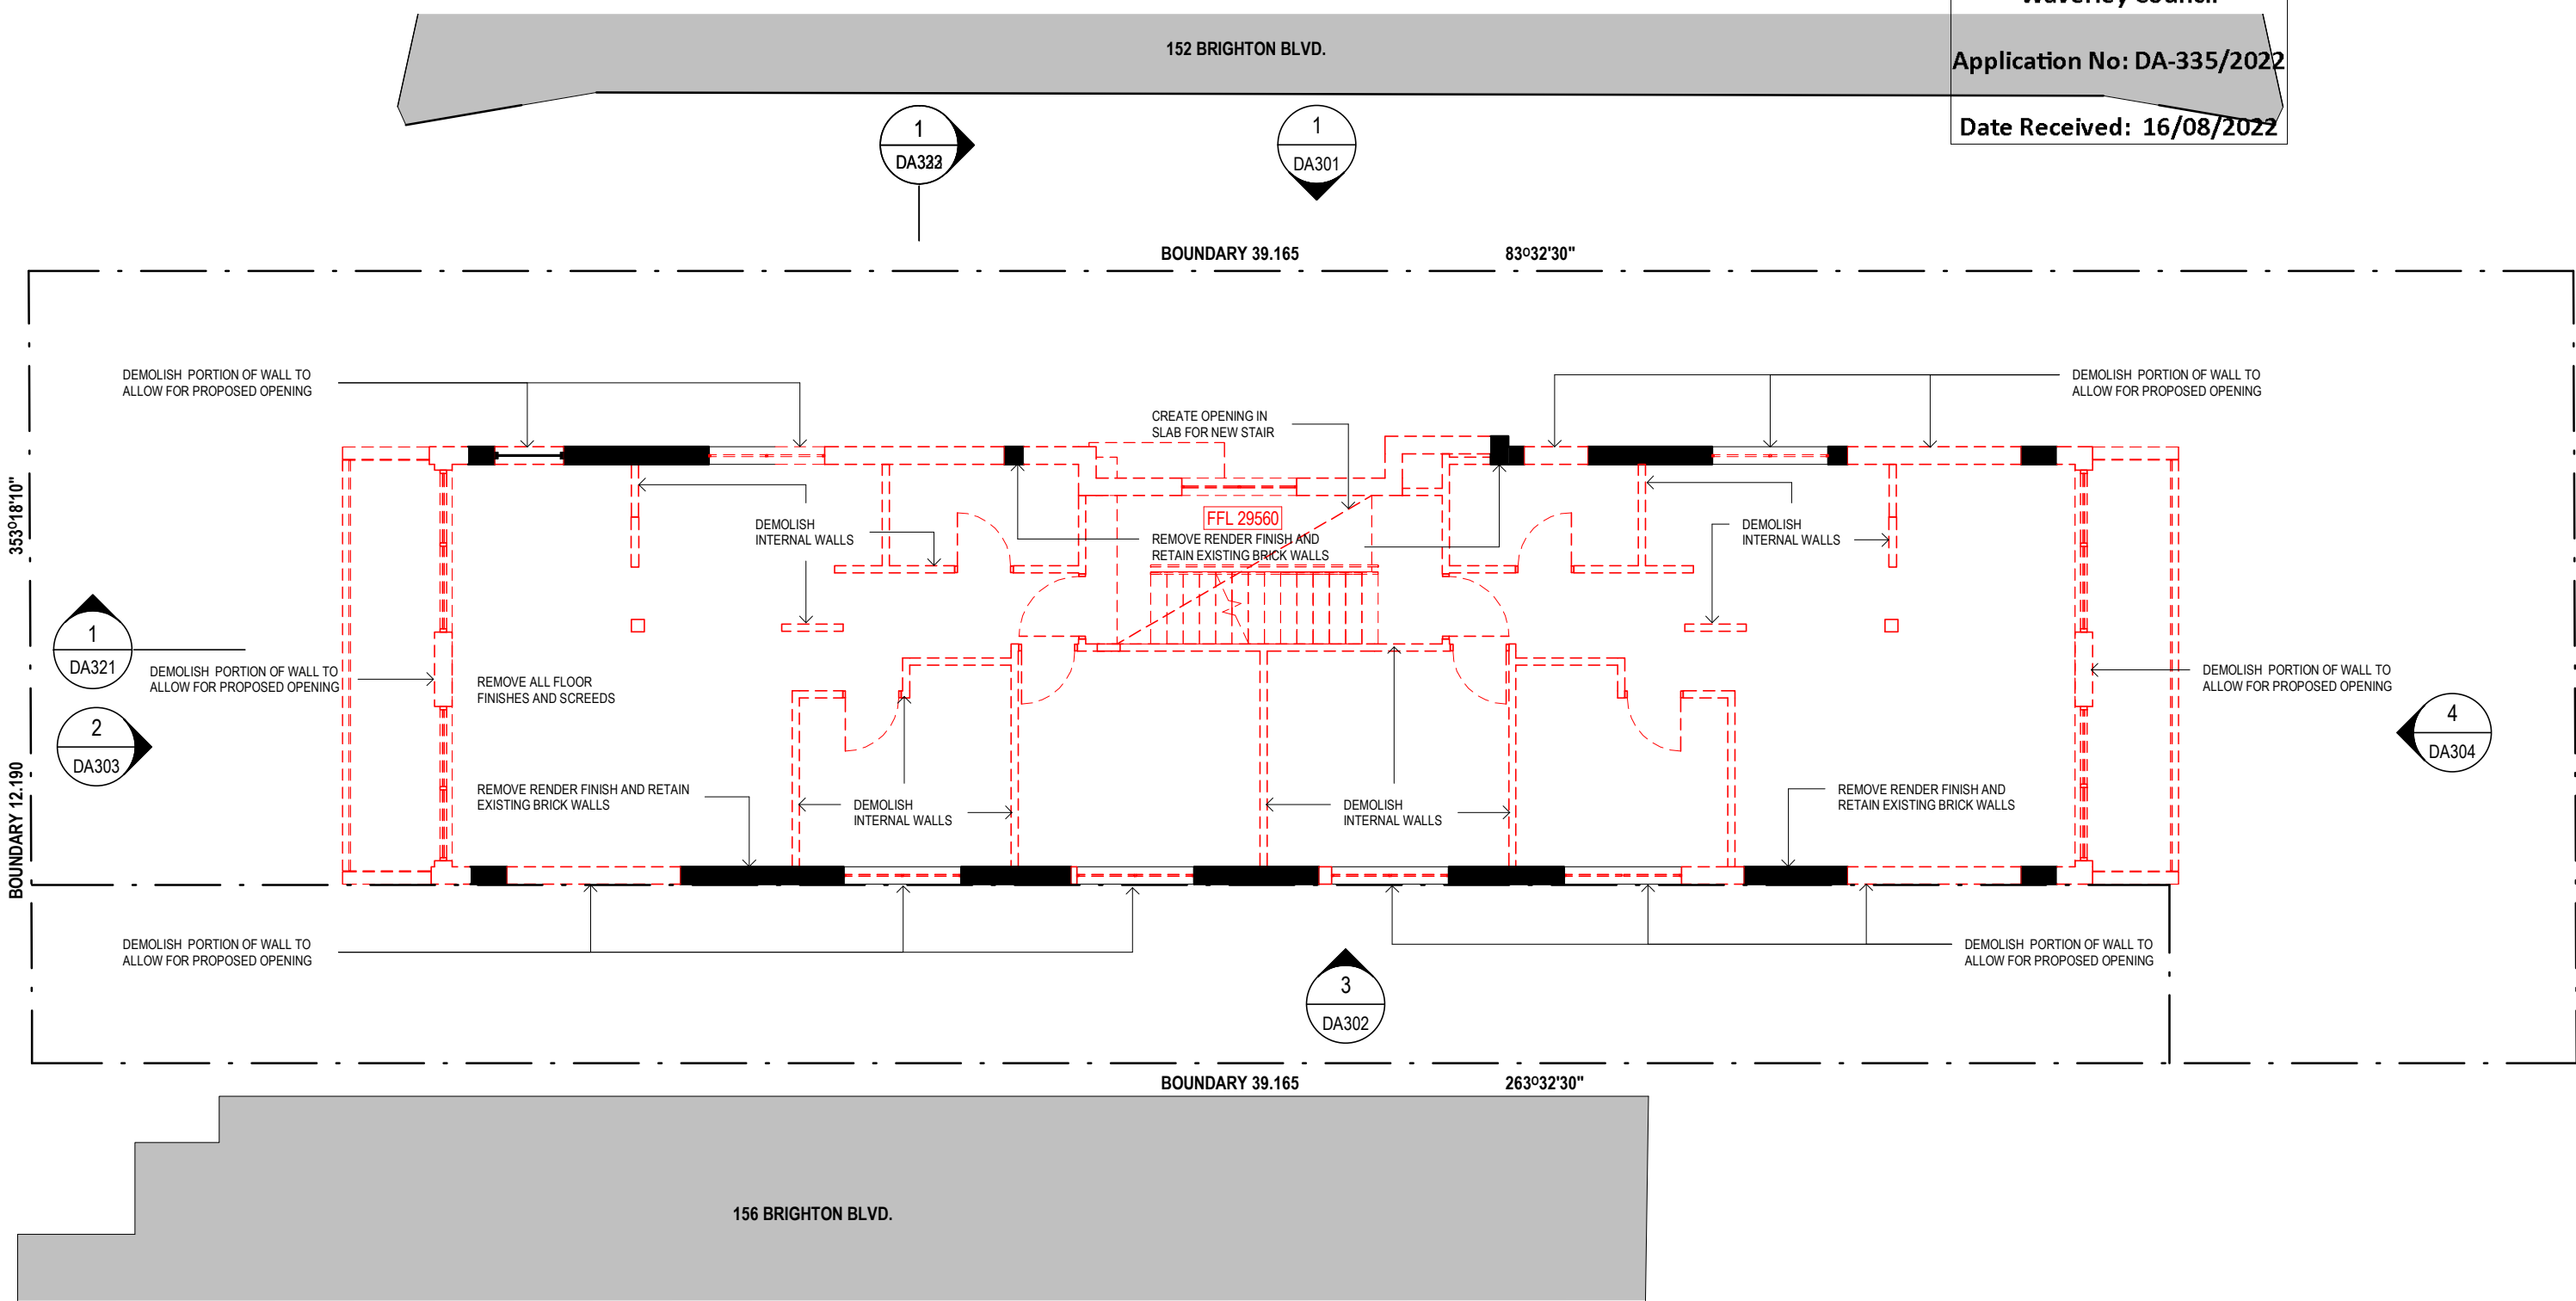 Waverley Council
152 BRIGHTON BLVD.
Application No: DA-335/2022
Date Received: 16/08/2022
1
DA301
1
BOUNDARY 39.165
83º32'30"
DEMOLISH PORTION OF WALL TO
ALLOW FOR PROPOSED OPENING
DEMOLISH PORTION OF WALL TO
ALLOW FOR PROPOSED OPENING
CREATE OPENING IN
SLAB FOR NEW STAIR
353º18'10"
FFL 29560
DEMOLISH
INTERNAL WALLS
REMOVE RENDER FINISH AND
RETAIN EXISTING BRICK WALLS
DEMOLISH
INTERNAL WALLS
1
DA321
DEMOLISH PORTION OF WALL TO
ALLOW FOR PROPOSED OPENING
REMOVE ALL FLOOR
FINISHES AND SCREEDS
DEMOLISH PORTION OF WALL TO
ALLOW FOR PROPOSED OPENING
2
DA303
4
DA304
BOUNDARY 12.190
REMOVE RENDER FINISH AND RETAIN
EXISTING BRICK WALLS
DEMOLISH
INTERNAL WALLS
DEMOLISH
INTERNAL WALLS
REMOVE RENDER FINISH AND
RETAIN EXISTING BRICK WALLS
DEMOLISH PORTION OF WALL TO
ALLOW FOR PROPOSED OPENING
DEMOLISH PORTION OF WALL TO
ALLOW FOR PROPOSED OPENING
3
DA302
BOUNDARY 39.165
263º32'30"
156 BRIGHTON BLVD.